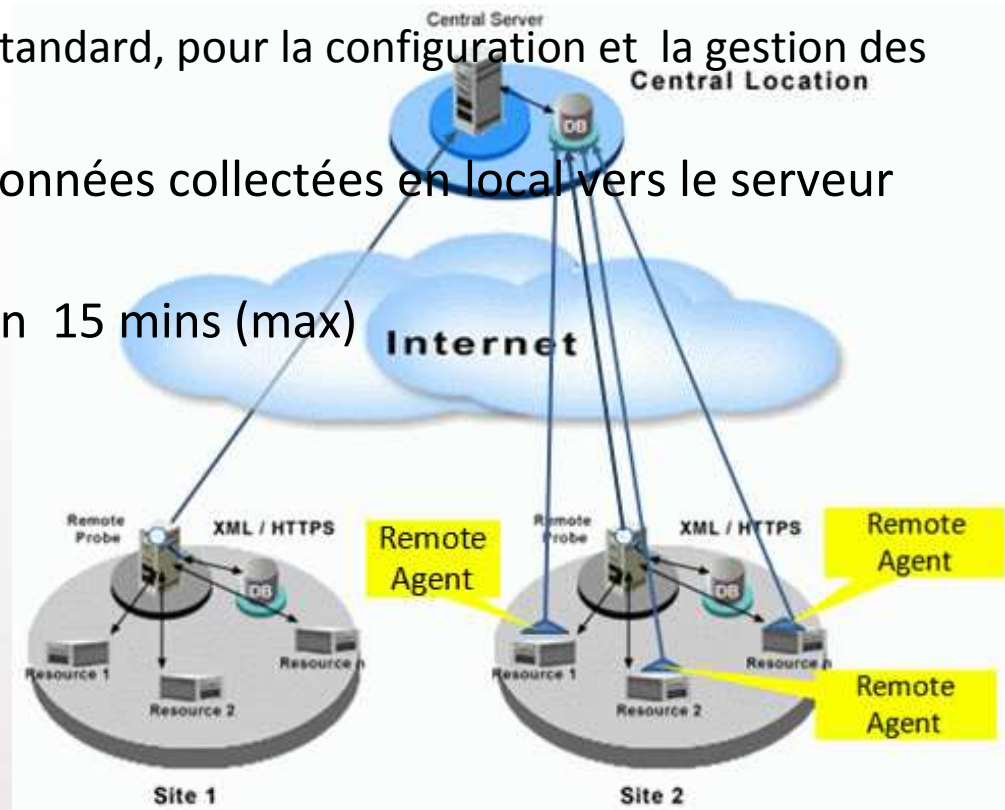 Central Server
tandard, pour la configuration et la gestion des
Central Location
DB
onnées collectées en local vers le serveur
n 15 mins (max)
Internet
Remote
Probe
XML / HTTPS
DB
Resource 1
Resource 2
Resource n
Site 1
Remote
Agent
Remote
Probe
XML / HTTPS
DB
Remote
Agent
Resource 1
Resource 2
Resource n
Remote
Agent
Site 2